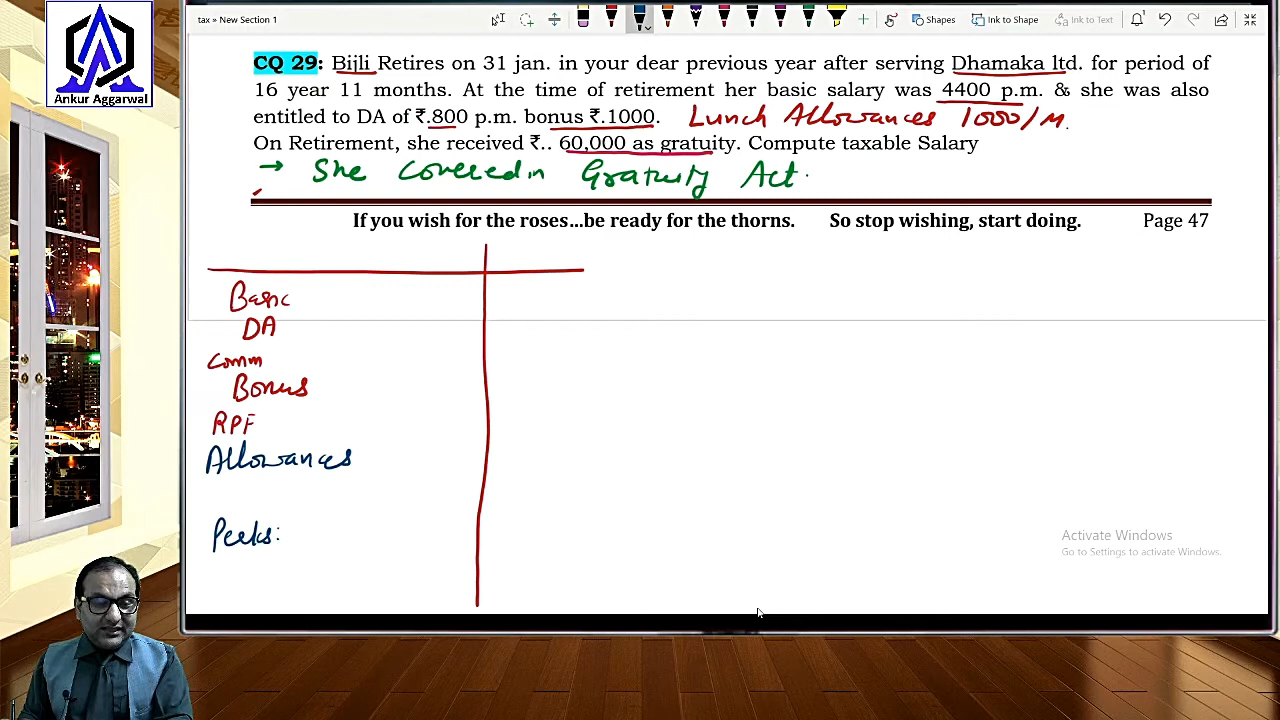 tax » New Section 1
Shapes
Ink to Shape
Ink to Text
Ankur Aggarwal
CQ 29: Bijli Retires on 31 jan. in your dear previous year after serving Dhamaka ltd. for period of
16 year 11 months. At the time of retirement her basic salary was 4400 p.m. & she was also
entitled to DA of ₹.800 p.m. bonus ₹.1000. Lunch Allowances 1000/M.
On Retirement, she received ₹.. 60,000 as gratuity. Compute taxable Salary
→ She Covered in Gratuity Act.
If you wish for the roses...be ready for the thorns. So stop wishing, start doing. Page 47
Basic
DA
Comm
Bonus
RPF
Allowances
Perks:
Activate Windows
Go to Settings to activate Windows.